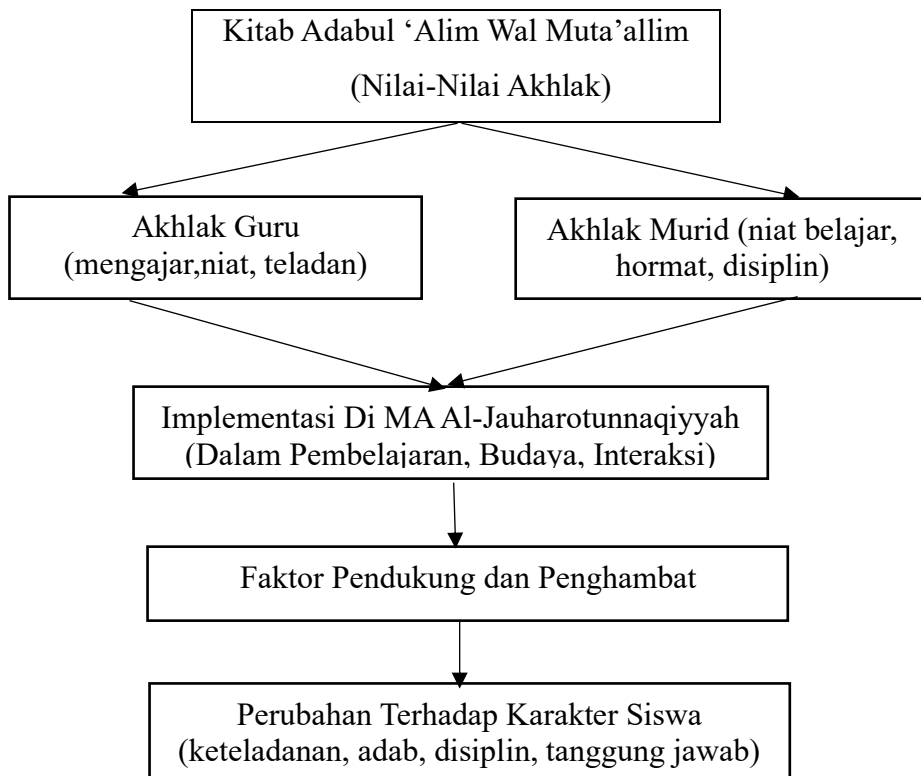 Kitab Adabul ‘Alim Wal Muta’allim
(Nilai-Nilai Akhlak)
Akhlak Guru
(mengajar,niat, teladan)
Akhlak Murid (niat belajar,
hormat, disiplin)
Implementasi Di MA Al-Jauharotunnaqiyyah
(Dalam Pembelajaran, Budaya, Interaksi)
Faktor Pendukung dan Penghambat
Perubahan Terhadap Karakter Siswa
(keteladanan, adab, disiplin, tanggung jawab)